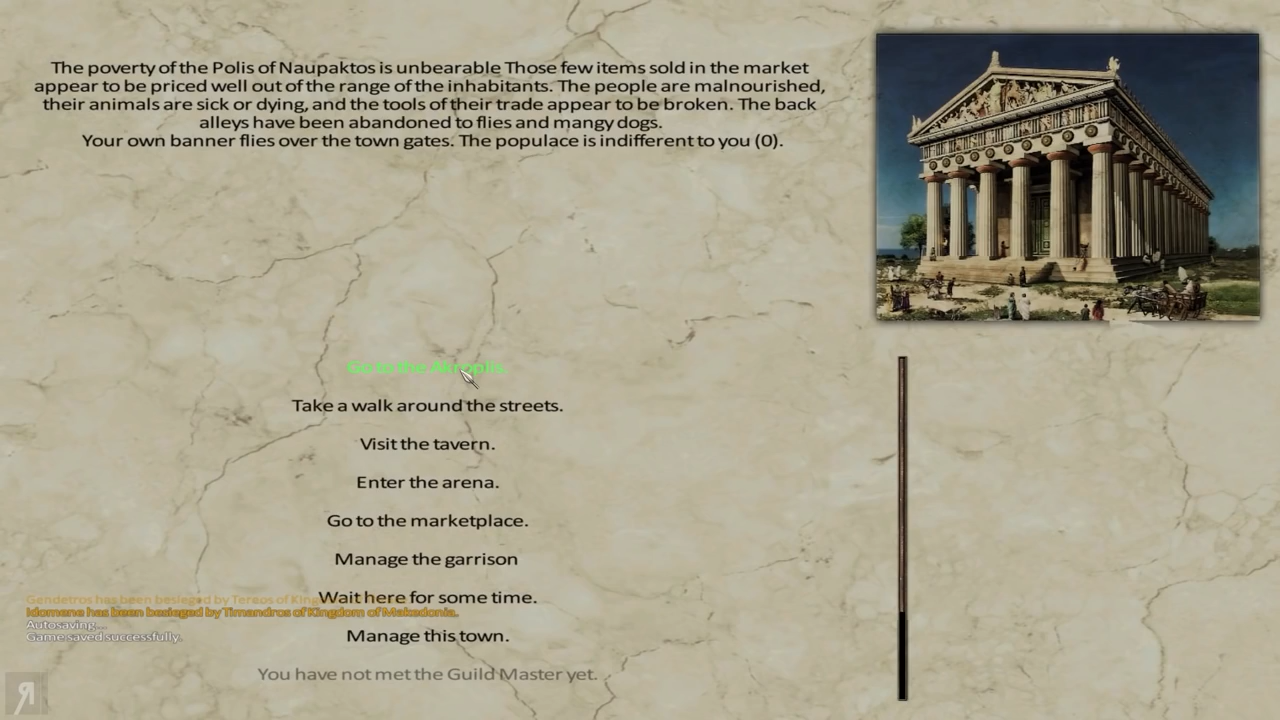 The poverty of the Polis of Naupaktos is unbearable Those few items sold in the market
appear to be priced well out of the range of the inhabitants. The people are malnourished,
their animals are sick or dying, and the tools of their trade appear to be broken. The back
alleys have been abandoned to flies and mangy dogs.
Your own banner flies over the town gates. The populace is indifferent to you (0).
Go to the Akroplis.
Take a walk around the streets.
Visit the tavern.
Enter the arena.
Go to the marketplace.
Manage the garrison
Wait here for some time.
Gendetros has been besieged by Tereos of
Idomene has been besieged by Timandros of Kingdom of Makedonia.
Autosaving...
Game saved successfully.
Manage this town.
You have not met the Guild Master yet.